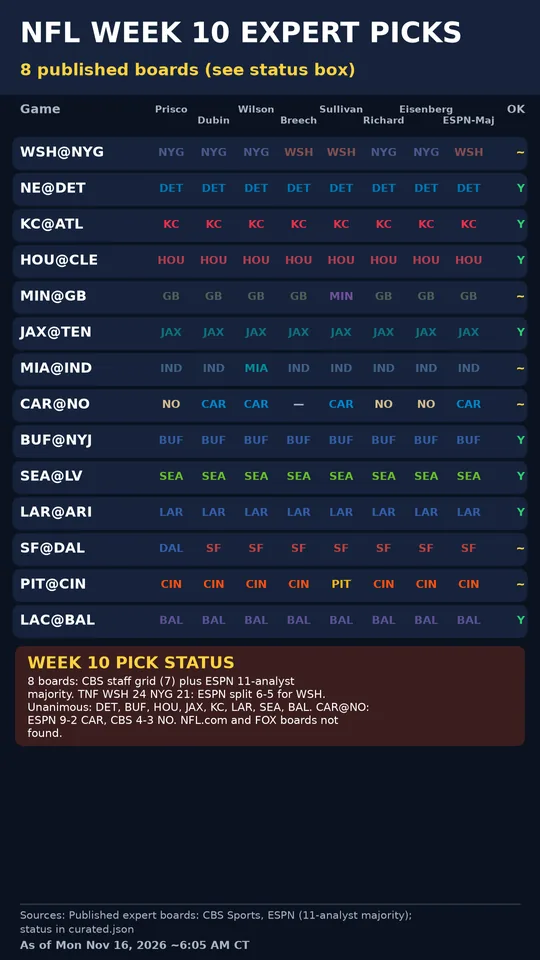 NFL WEEK 10 EXPERT PICKS
8 published boards (see status box)
Game Prisco Dubin Wilson Breech Sullivan Richard Eisenberg ESPN-Maj OK
WSH@NYG NYG NYG NYG WSH WSH NYG NYG WSH ~
NE@DET DET DET DET DET DET DET DET DET Y
KC@ATL KC KC KC KC KC KC KC KC Y
HOU@CLE HOU HOU HOU HOU HOU HOU HOU HOU Y
MIN@GB GB GB GB GB MIN GB GB GB ~
JAX@TEN JAX JAX JAX JAX JAX JAX JAX JAX Y
MIA@IND IND IND MIA IND IND IND IND IND ~
CAR@NO NO CAR CAR — CAR NO NO CAR ~
BUF@NYJ BUF BUF BUF BUF BUF BUF BUF BUF Y
SEA@LV SEA SEA SEA SEA SEA SEA SEA SEA Y
LAR@ARI LAR LAR LAR LAR LAR LAR LAR LAR Y
SF@DAL DAL SF SF SF SF SF SF SF ~
PIT@CIN CIN CIN CIN CIN PIT CIN CIN CIN ~
LAC@BAL BAL BAL BAL BAL BAL BAL BAL BAL Y
WEEK 10 PICK STATUS
8 boards: CBS staff grid (7) plus ESPN 11-analyst
majority. TNF WSH 24 NYG 21: ESPN split 6-5 for WSH.
Unanimous: DET, BUF, HOU, JAX, KC, LAR, SEA, BAL. CAR@NO:
ESPN 9-2 CAR, CBS 4-3 NO. NFL.com and FOX boards not
found.
Sources: Published expert boards: CBS Sports, ESPN (11-analyst majority);
status in curated.json
As of Mon Nov 16, 2026 ~6:05 AM CT